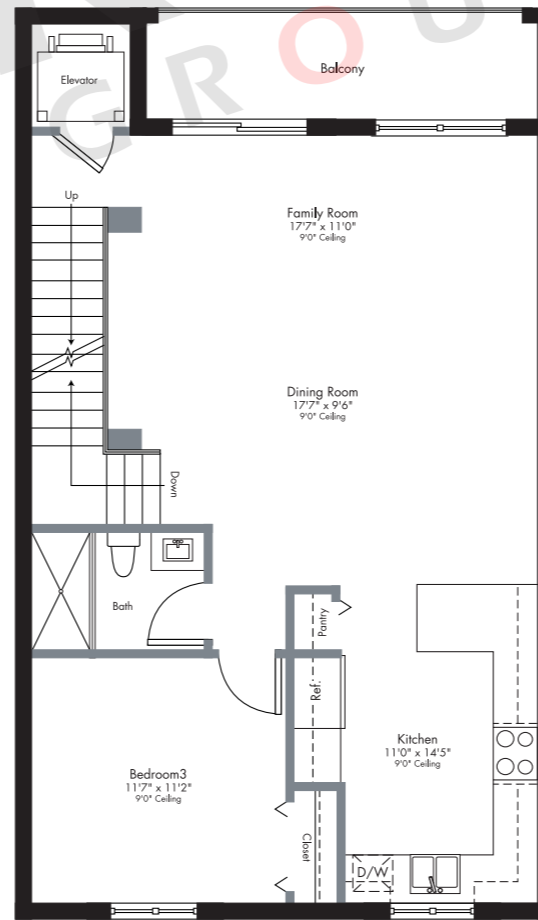 GROU
Elevator
Balcony
Up
Family Room
17'7" x 11'0"
9'0" Ceiling
Dining Room
17'7" x 9'6"
9'0" Ceiling
Down
Bath
Pantry
Ref.
Kitchen
11'0" x 14'5"
9'0" Ceiling
Bedroom3
11'7" x 11'2"
9'0" Ceiling
Closet
D/W